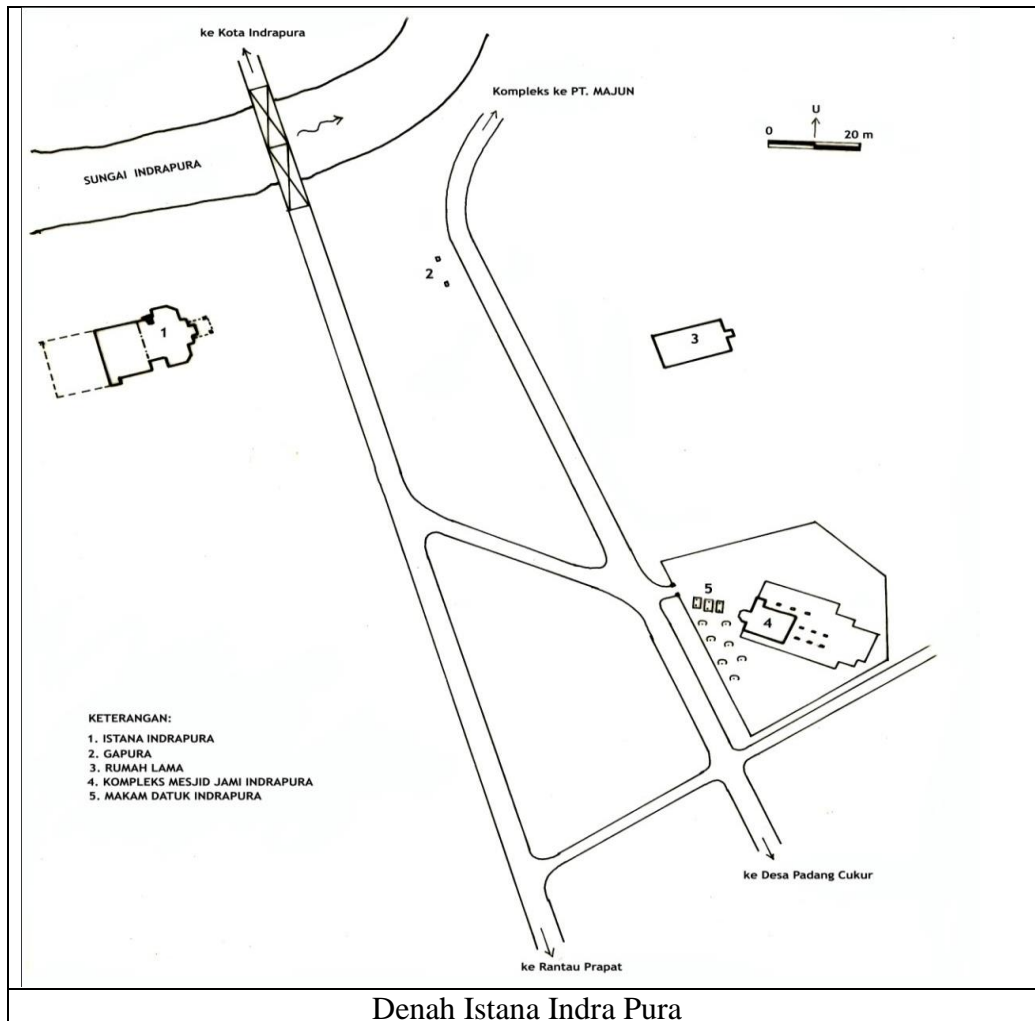 ke Kota Indrapura
Kompleks ke PT. MAJUN
U
0 20 m
SUNGAI INDRAPURA
2
1
3
5
4
KETERANGAN:
1. ISTANA INDRAPURA
2. GAPURA
3. RUMAH LAMA
4. KOMPLEKS MESJID JAMI INDRAPURA
5. MAKAM DATUK INDRAPURA
ke Desa Padang Cukur
ke Rantau Prapat
Denah Istana Indra Pura